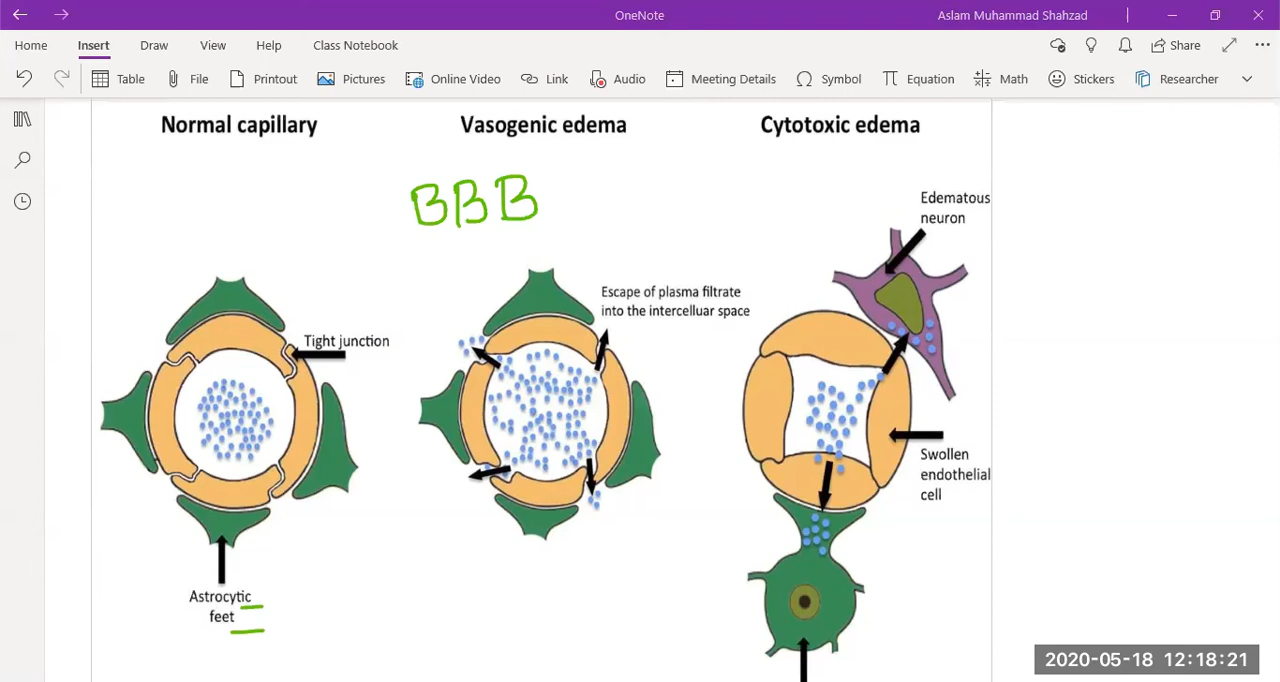 OneNote
Aslam Muhammad Shahzad
Home Insert Draw View Help Class Notebook
Share
Table File Printout Pictures Online Video Link Audio Meeting Details Symbol Equation Math Stickers Researcher
Normal capillary Vasogenic edema Cytotoxic edema
BBB
Edematous
neuron
Escape of plasma filtrate
into the intercelluar space
Tight junction
Swollen
endothelial
cell
Astrocytic
feet
2020-05-18 12:18:21